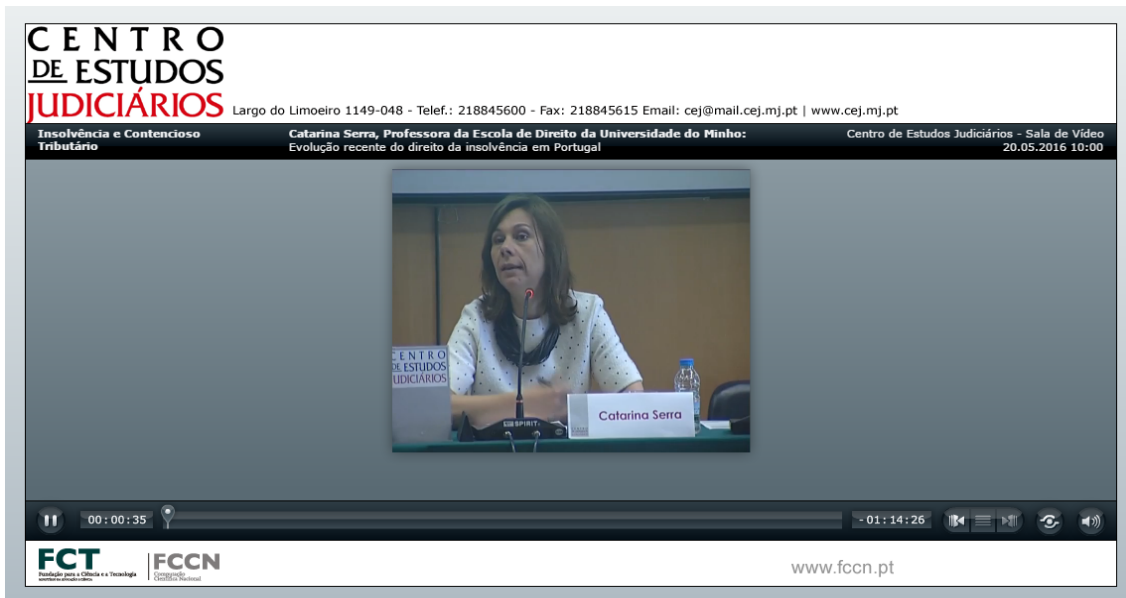 CENTRO
DE ESTUDOS
JUDICIÁRIOS
Largo do Limoeiro 1149-048 - Telef.: 218845600 - Fax: 218845615 Email: cej@mail.cej.mj.pt | www.cej.mj.pt
Insolvência e Contencioso
Tributário
Catarina Serra, Professora da Escola de Direito da Universidade do Minho:
Evolução recente do direito da insolvência em Portugal
Centro de Estudos Judiciários - Sala de Vídeo
20.05.2016 10:00
CENTRO
DE ESTUDOS
JUDICIÁRIOS
Catarina Serra
SPIRIT
00:00:35
- 01:14:26
FCT
Fundação para a Ciência e a Tecnologia
FCCN
Computação
Científica Nacional
www.fccn.pt